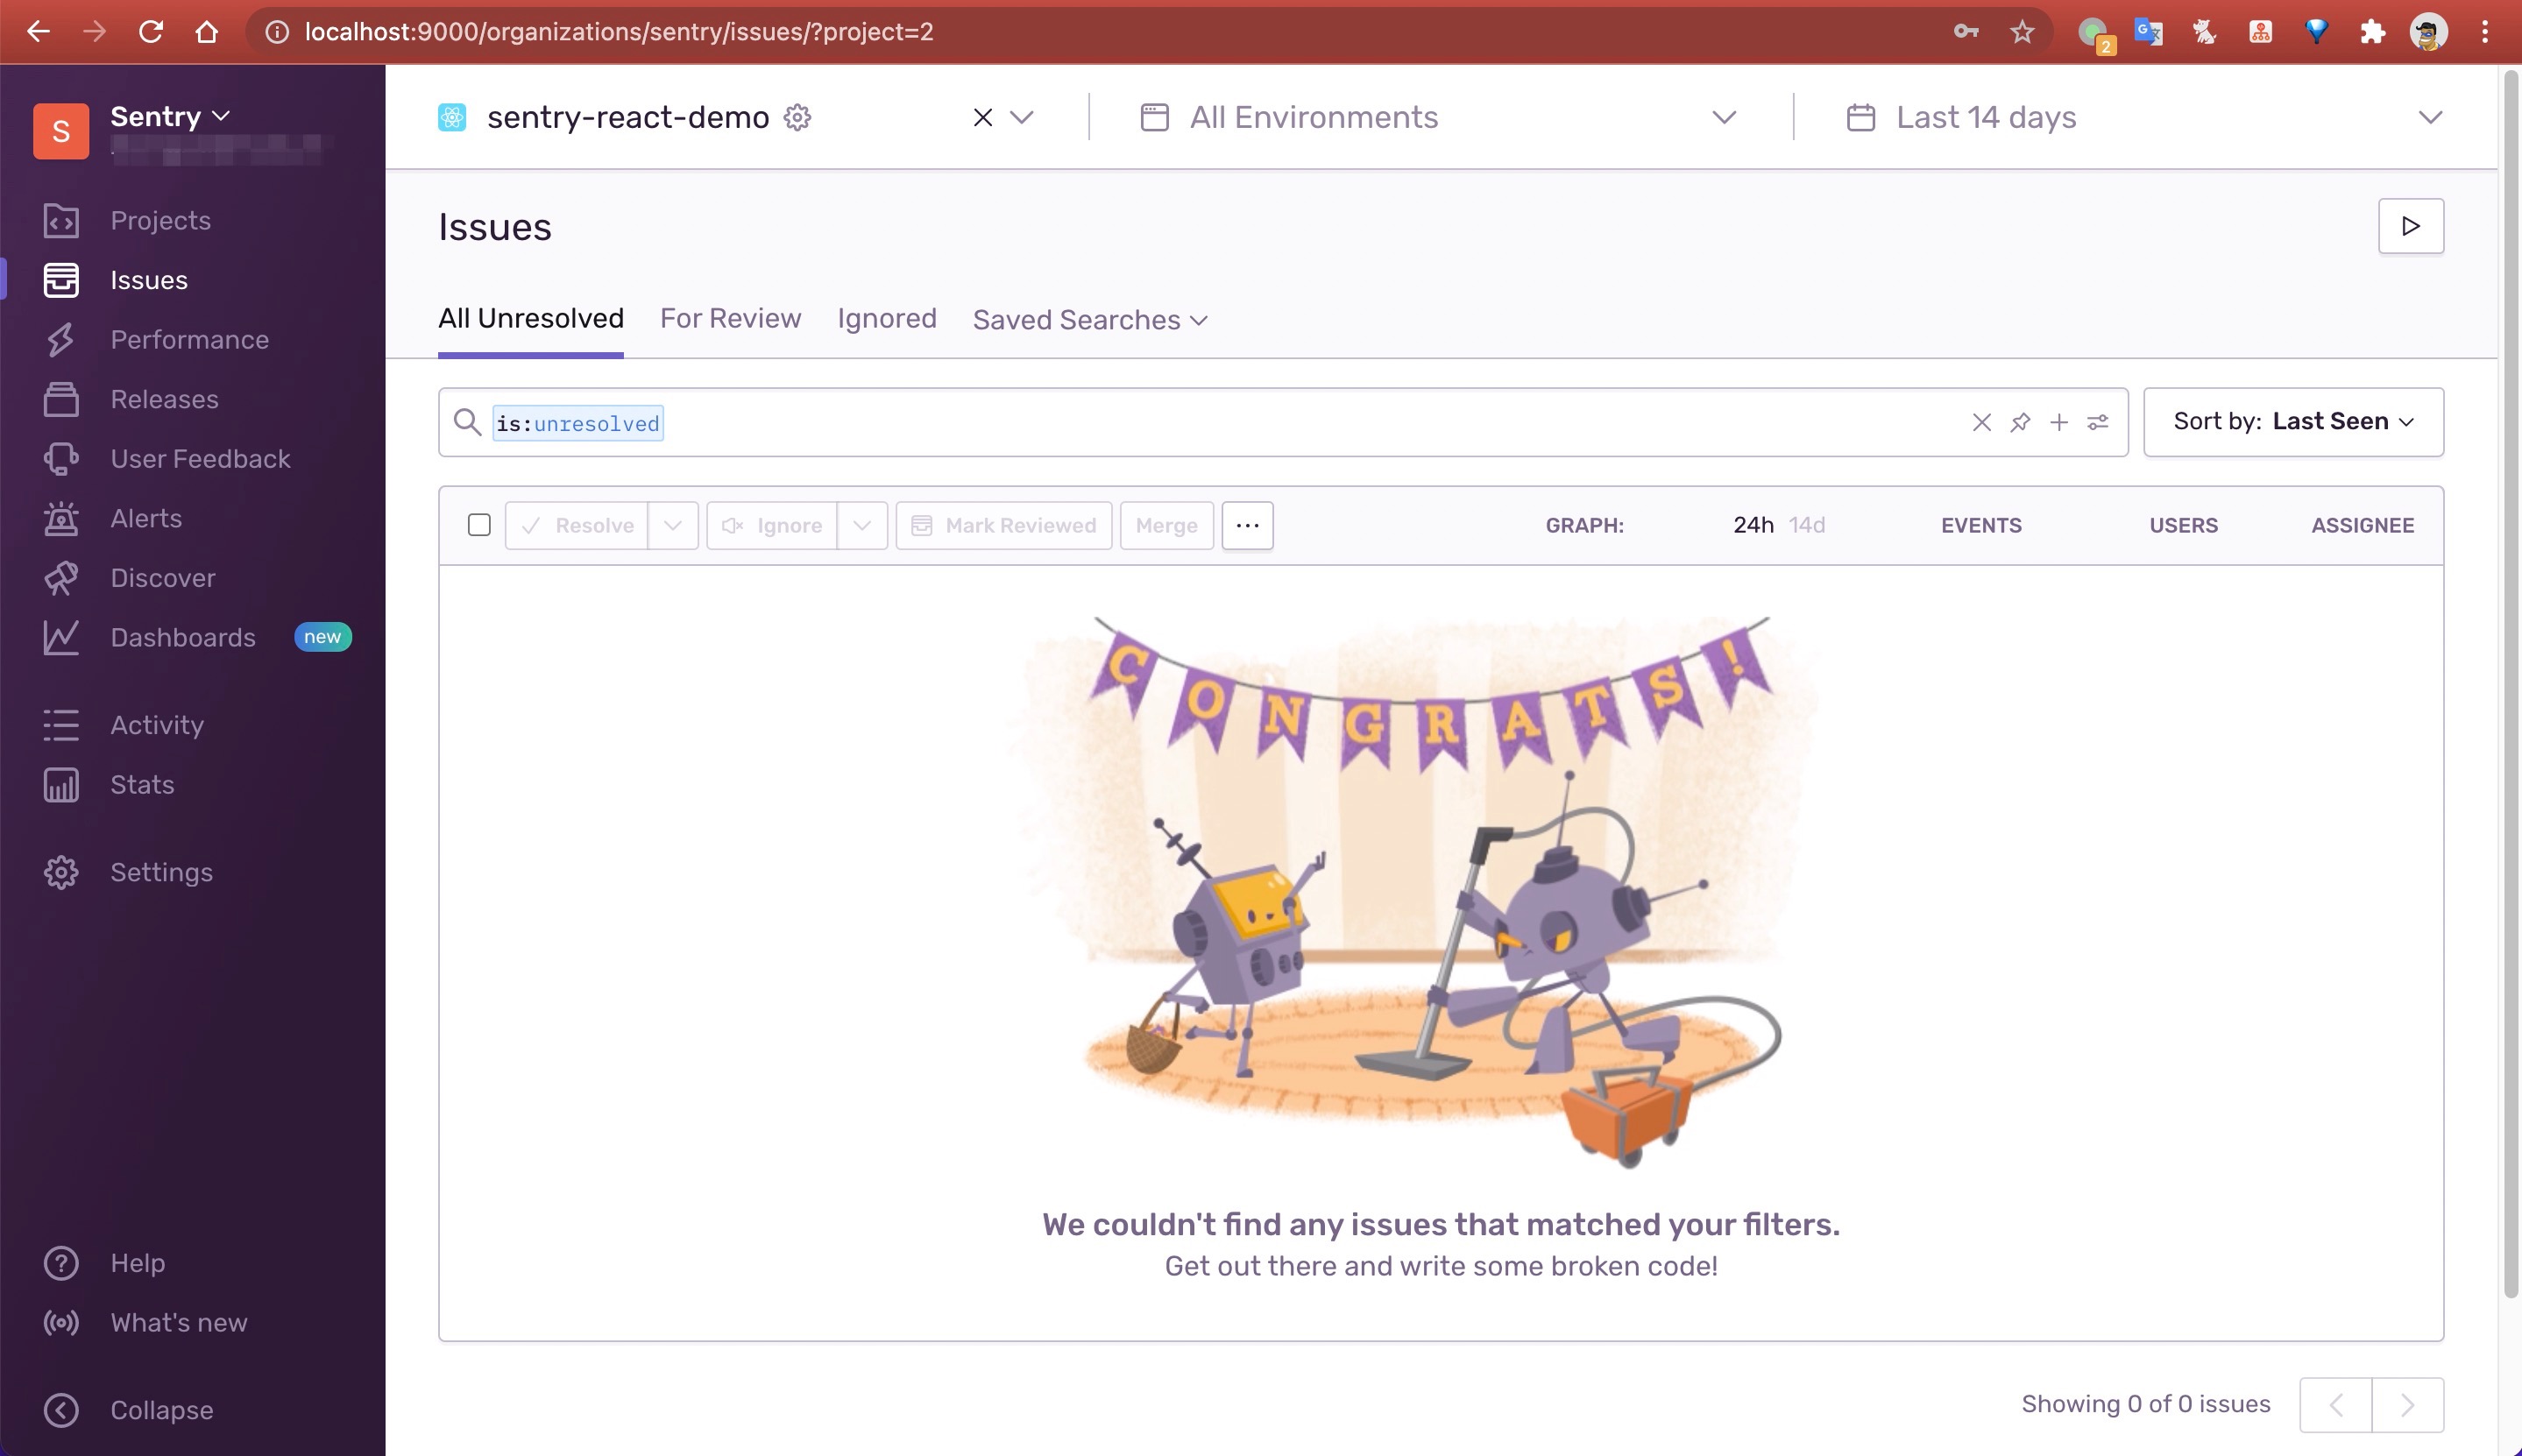 localhost:9000/organizations/sentry/issues/?project=2
2
S
Sentry
Projects
Issues
Performance
Releases
User Feedback
Alerts
Discover
Dashboards new
Activity
Stats
Settings
Help
What's new
Collapse
sentry-react-demo All Environments Last 14 days
Issues
All Unresolved For Review Ignored Saved Searches
is:unresolved Sort by: Last Seen
Resolve Ignore Mark Reviewed Merge ... GRAPH: 24h 14d EVENTS USERS ASSIGNEE
CONGRATS!
We couldn't find any issues that matched your filters.
Get out there and write some broken code!
Showing 0 of 0 issues